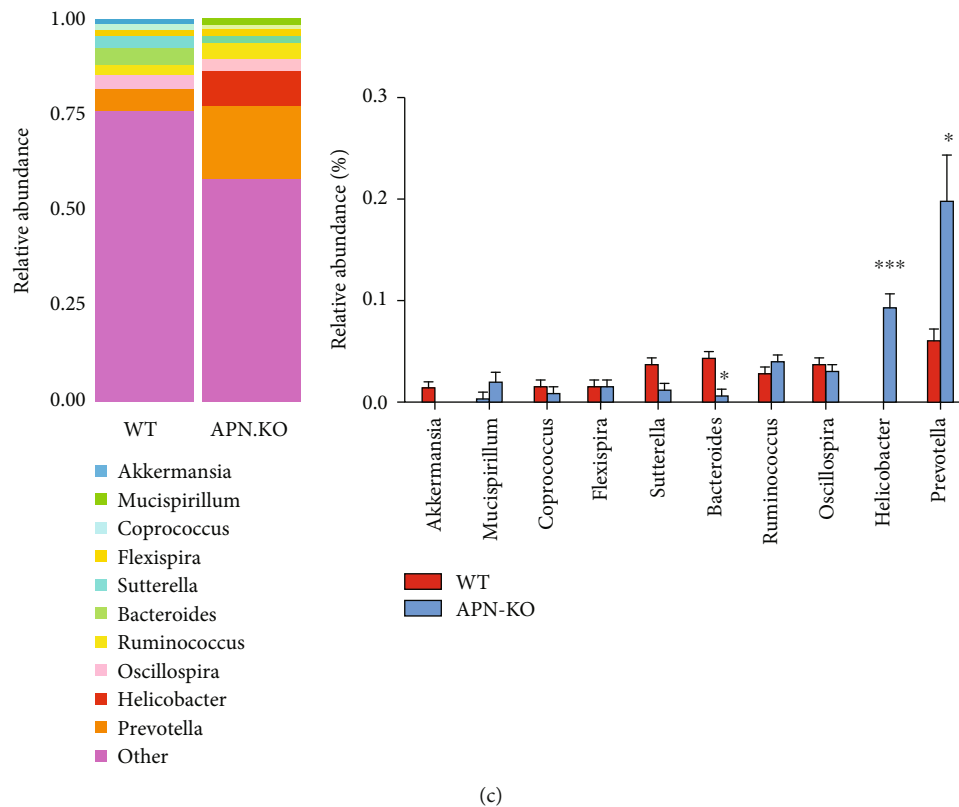 Relative abundance
1.00
0.75
0.50
0.25
0.00
WT APN.KO
Akkermansia
Mucispirillum
Coprococcus
Flexispira
Sutterella
Bacteroides
Ruminococcus
Oscillospira
Helicobacter
Prevotella
Other
Relative abundance (%)
0.3
0.2
0.1
0.0
*
***
*
Akkermansia
Mucispirillum
Coprococcus
Flexispira
Sutterella
Bacteroides
Ruminococcus
Oscillospira
Helicobacter
Prevotella
WT
APN-KO
(c)